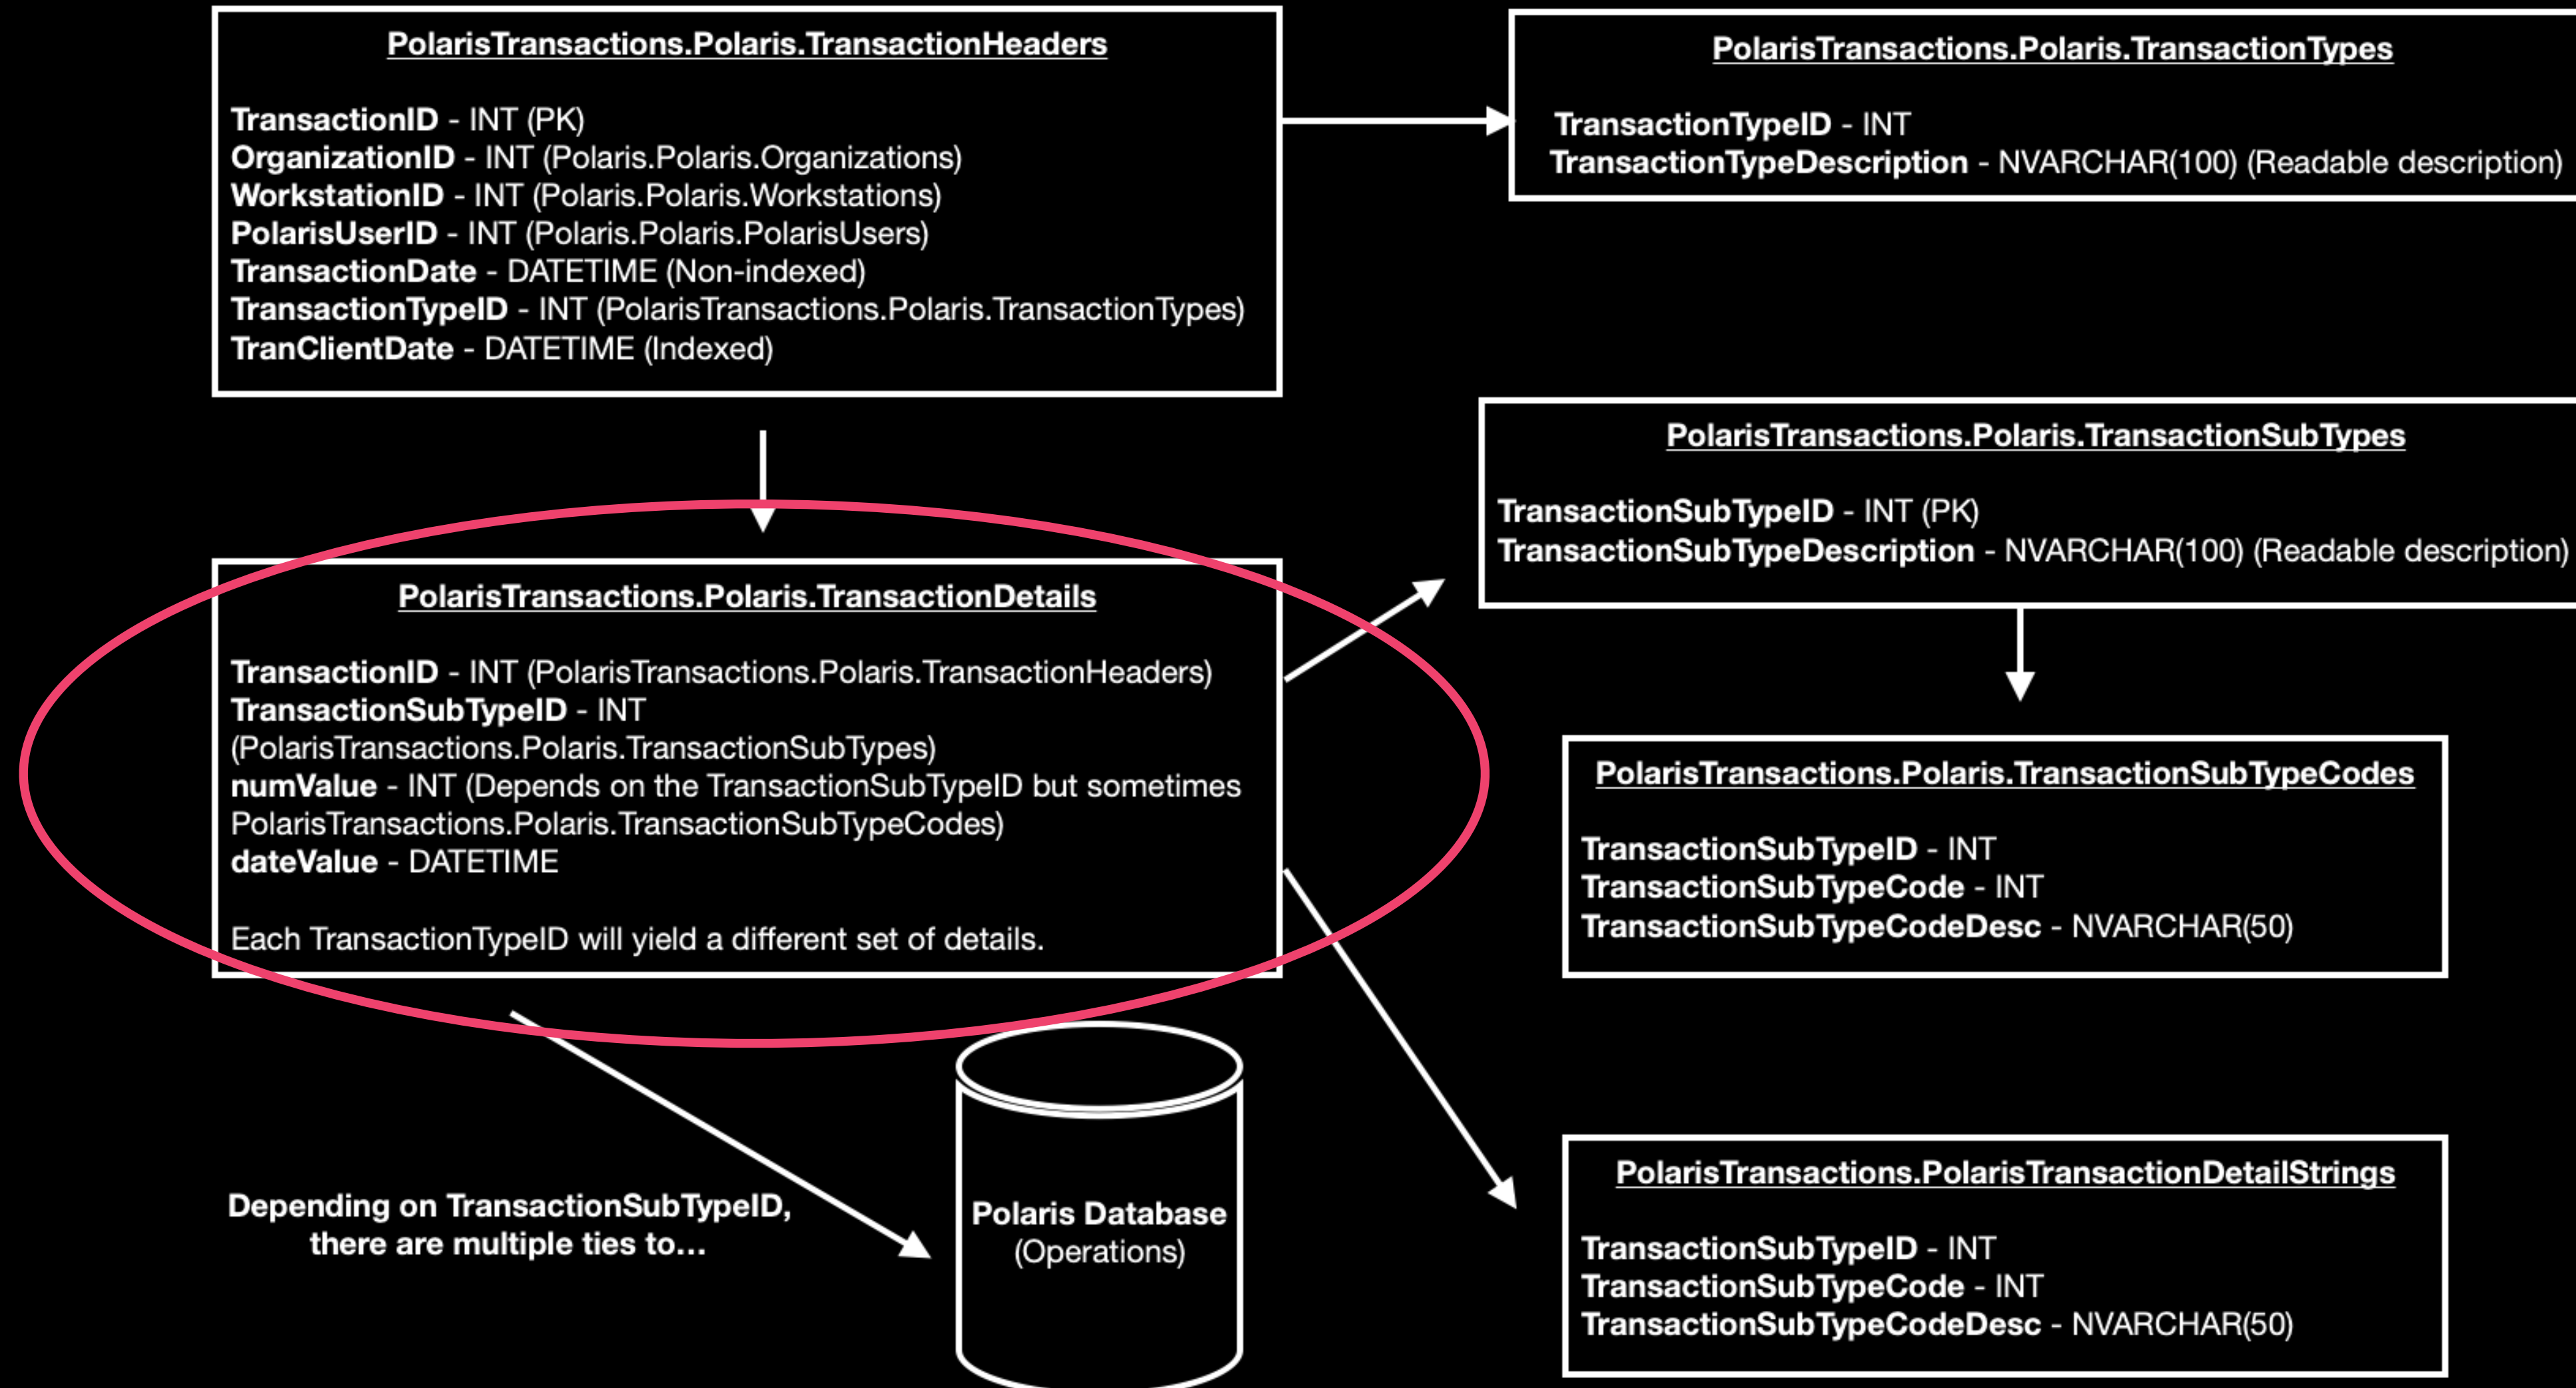 PolarisTransactions.Polaris.TransactionHeaders
TransactionID - INT (PK)
OrganizationID - INT (Polaris.Polaris.Organizations)
WorkstationID - INT (Polaris.Polaris.Workstations)
PolarisUserID - INT (Polaris.Polaris.PolarisUsers)
TransactionDate - DATETIME (Non-indexed)
TransactionTypeID - INT (PolarisTransactions.Polaris.TransactionTypes)
TranClientDate - DATETIME (Indexed)
PolarisTransactions.Polaris.TransactionTypes
TransactionTypeID - INT
TransactionTypeDescription - NVARCHAR(100) (Readable description)
PolarisTransactions.Polaris.TransactionSubTypes
TransactionSubTypeID - INT (PK)
TransactionSubTypeDescription - NVARCHAR(100) (Readable description)
PolarisTransactions.Polaris.TransactionDetails
TransactionID - INT (PolarisTransactions.Polaris.TransactionHeaders)
TransactionSubTypeID - INT
(PolarisTransactions.Polaris.TransactionSubTypes)
numValue - INT (Depends on the TransactionSubTypeID but sometimes
PolarisTransactions.Polaris.TransactionSubTypeCodes)
dateValue - DATETIME
Each TransactionTypeID will yield a different set of details.
PolarisTransactions.Polaris.TransactionSubTypeCodes
TransactionSubTypeID - INT
TransactionSubTypeCode - INT
TransactionSubTypeCodeDesc - NVARCHAR(50)
Depending on TransactionSubTypeID,
there are multiple ties to...
Polaris Database
(Operations)
PolarisTransactions.PolarisTransactionDetailStrings
TransactionSubTypeID - INT
TransactionSubTypeCode - INT
TransactionSubTypeCodeDesc - NVARCHAR(50)